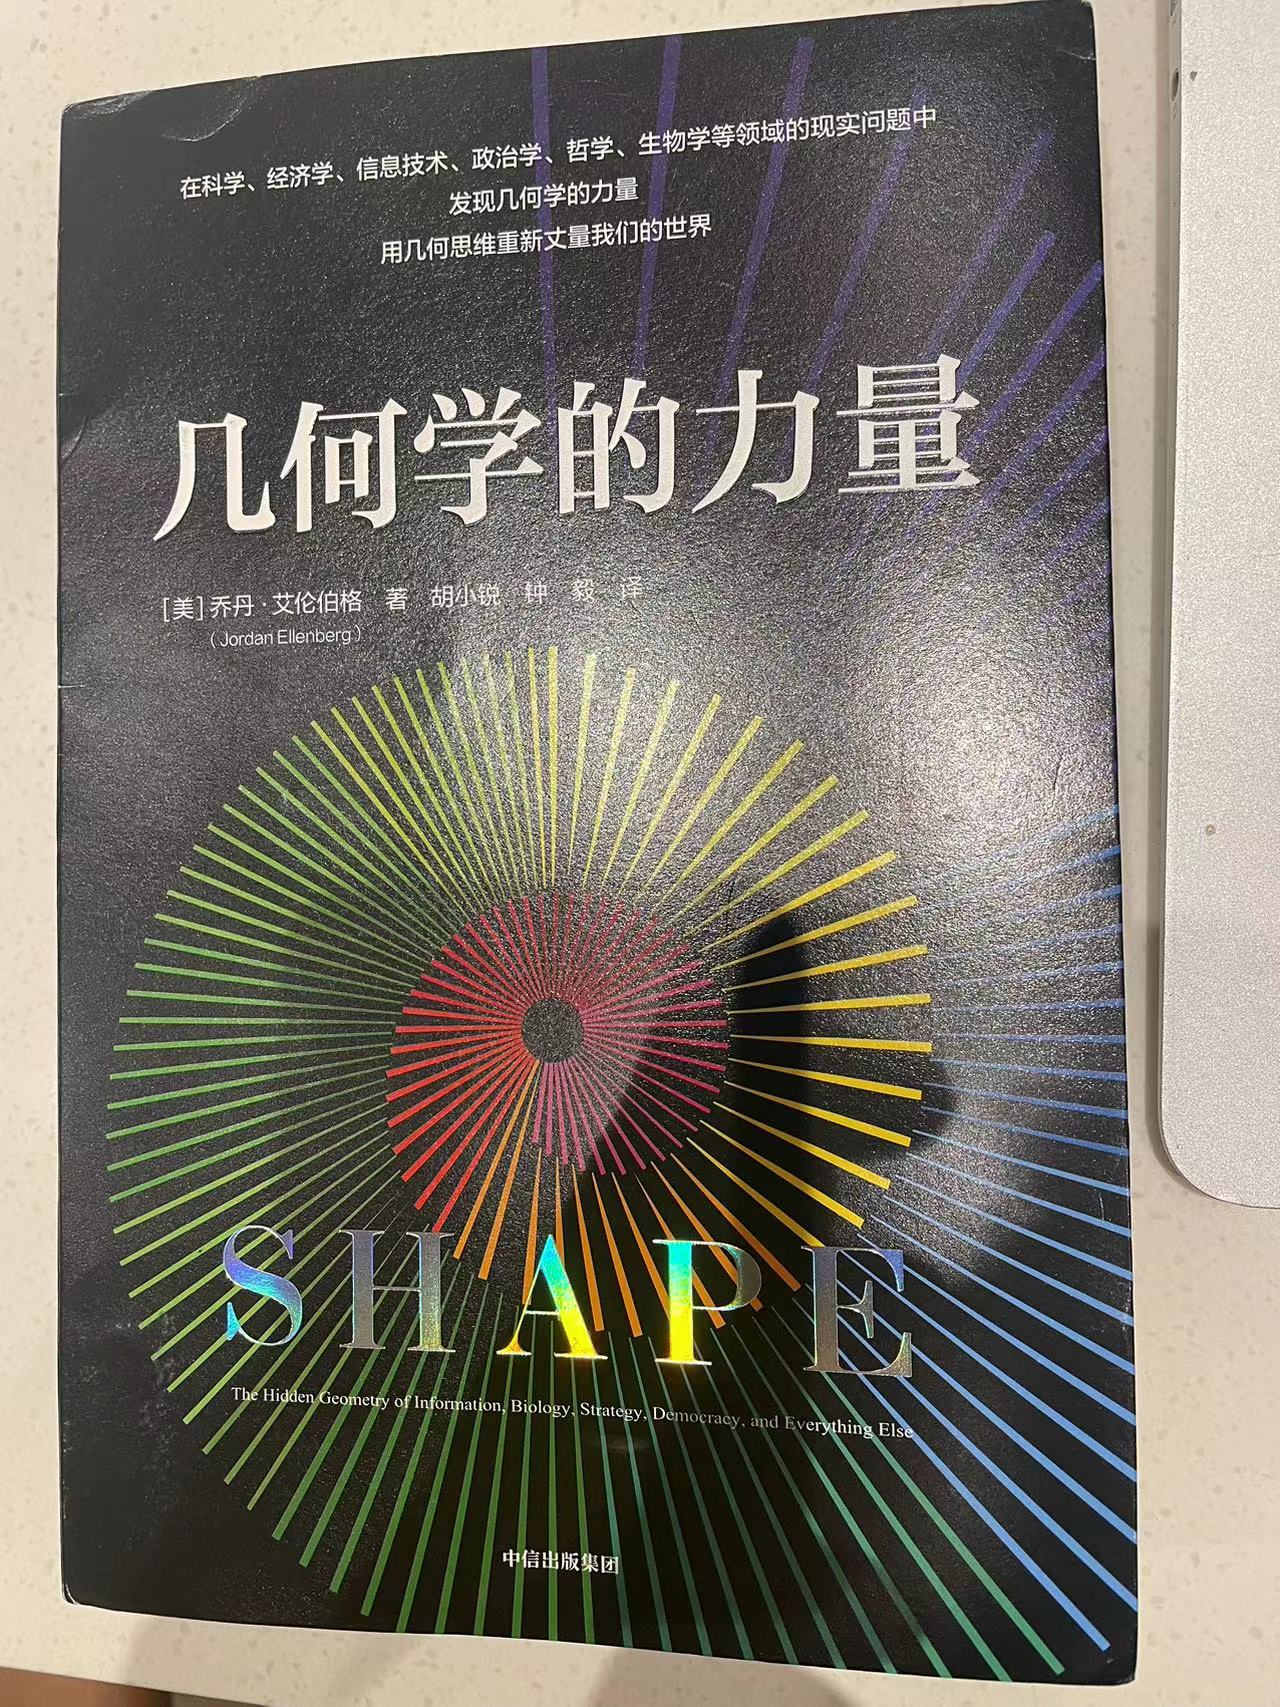 在科学、经济学、信息技术、政治学、哲学、生物学等领域的现实问题中
发现几何学的力量
用几何思维重新丈量我们的世界
几何学的力量
[美]乔丹·艾伦伯格 著 胡小锐 钟 毅 译
(Jordan Ellenberg)
SHAPE
The Hidden Geometry of Information, Biology, Strategy, Democracy, and Everything Else
中信出版集团